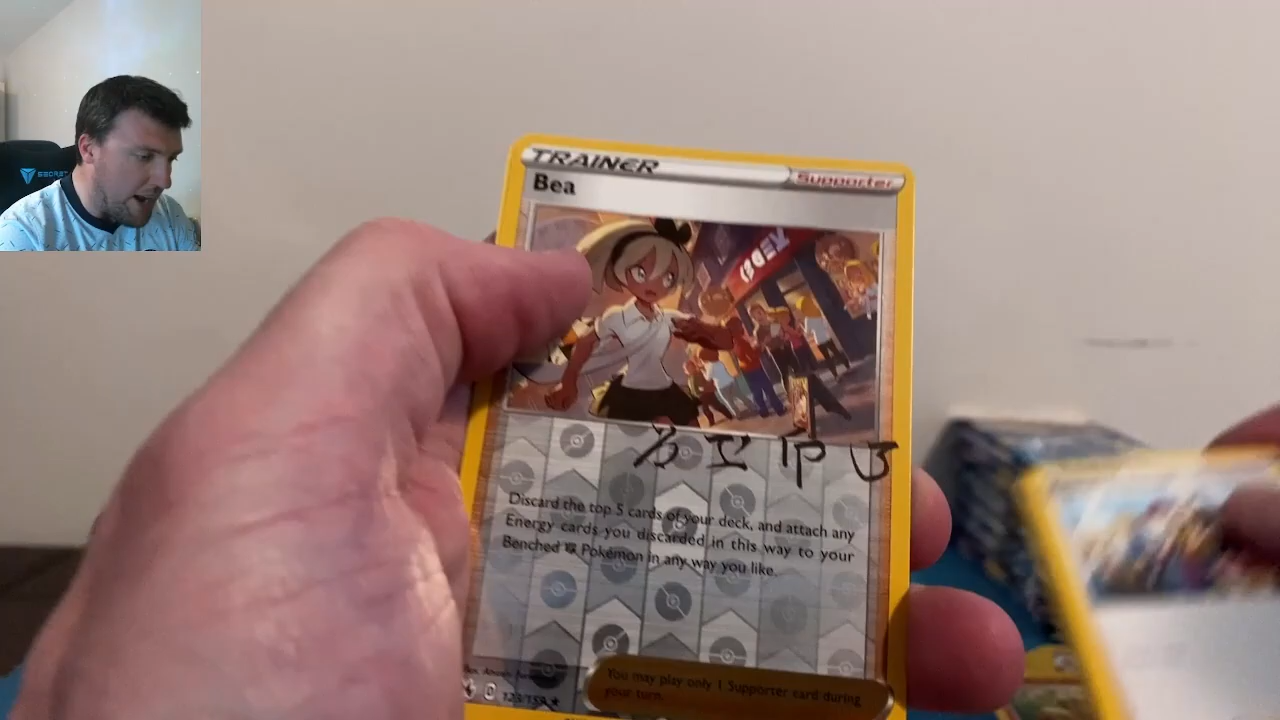 SECRET
TRAINER
Supporter
Bea
Discard the top 5 cards of your deck, and attach any
Energy cards you discarded in this way to your
Benched Pokémon in any way you like.
You may play only 1 Supporter card during
your turn.